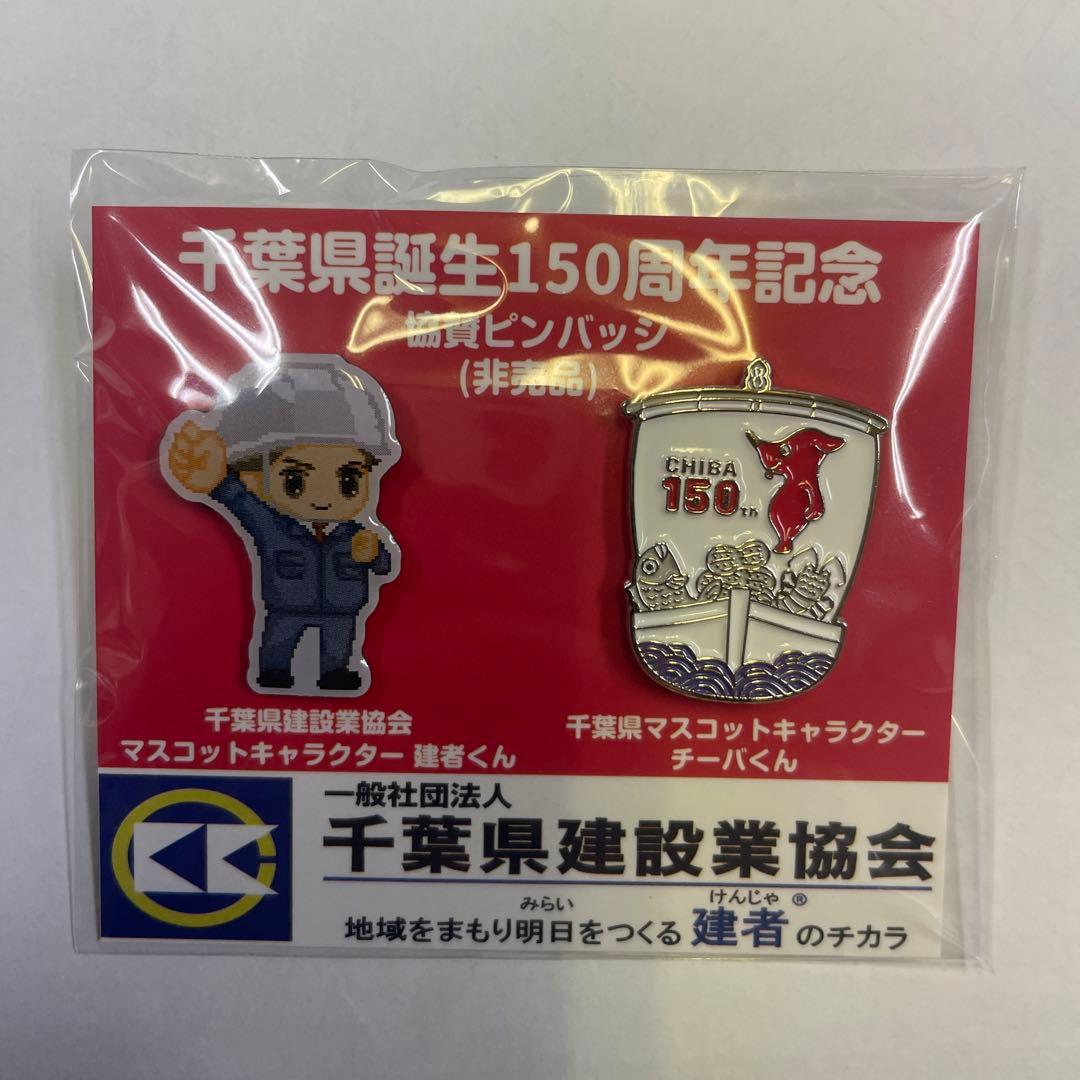 千葉県誕生150周年記念
協賛ピンバッジ
(非売品)
CHIBA
150th
千葉県建設業協会
マスコットキャラクター 建者くん
千葉県マスコットキャラクター
チーバくん
一般社団法人
千葉県建設業協会
みらい けんじゃ ®
地域をまもり明日をつくる 建者 のチカラ